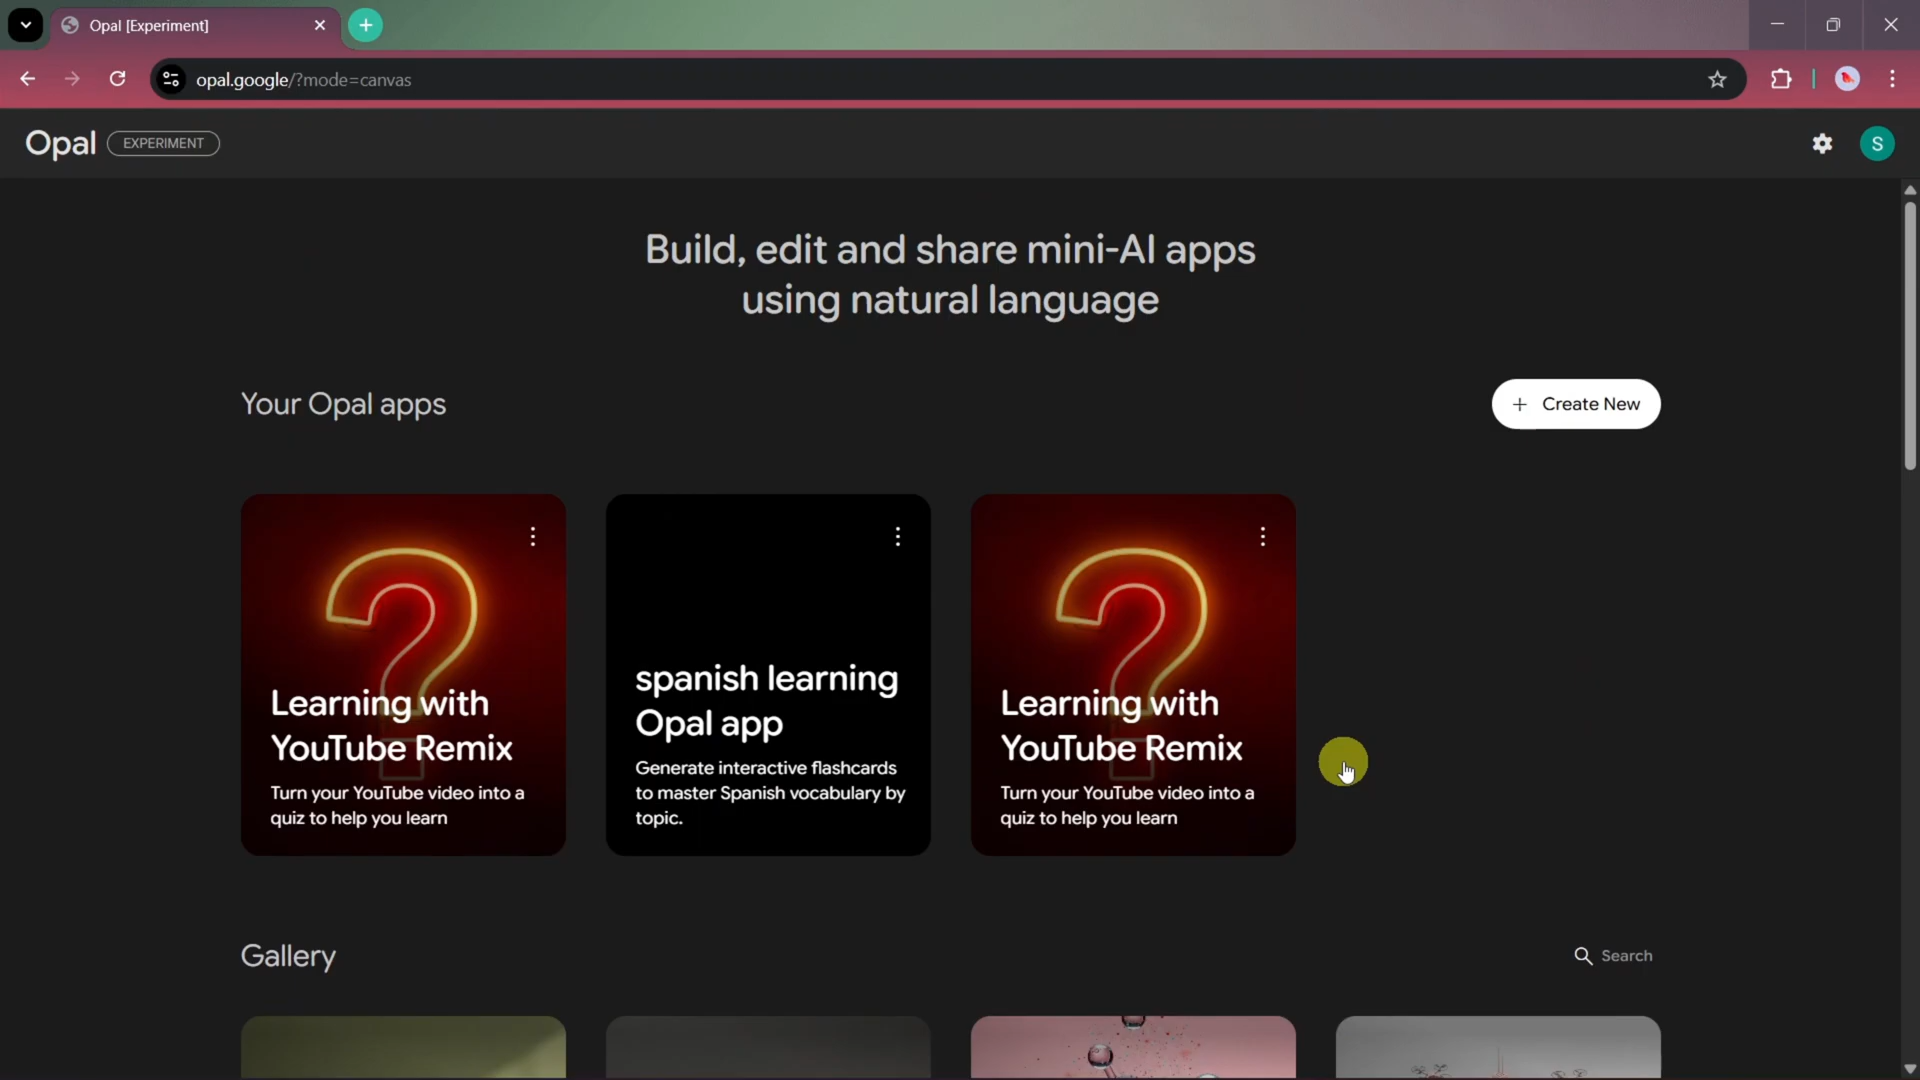 Opal [Experiment]
opal.google/?mode=canvas
Opal
EXPERIMENT
S
Build, edit and share mini-AI apps
using natural language
Your Opal apps
+ Create New
Learning with
YouTube Remix
Turn your YouTube video into a
quiz to help you learn
spanish learning
Opal app
Generate interactive flashcards
to master Spanish vocabulary by
topic.
Learning with
YouTube Remix
Turn your YouTube video into a
quiz to help you learn
Gallery
Search